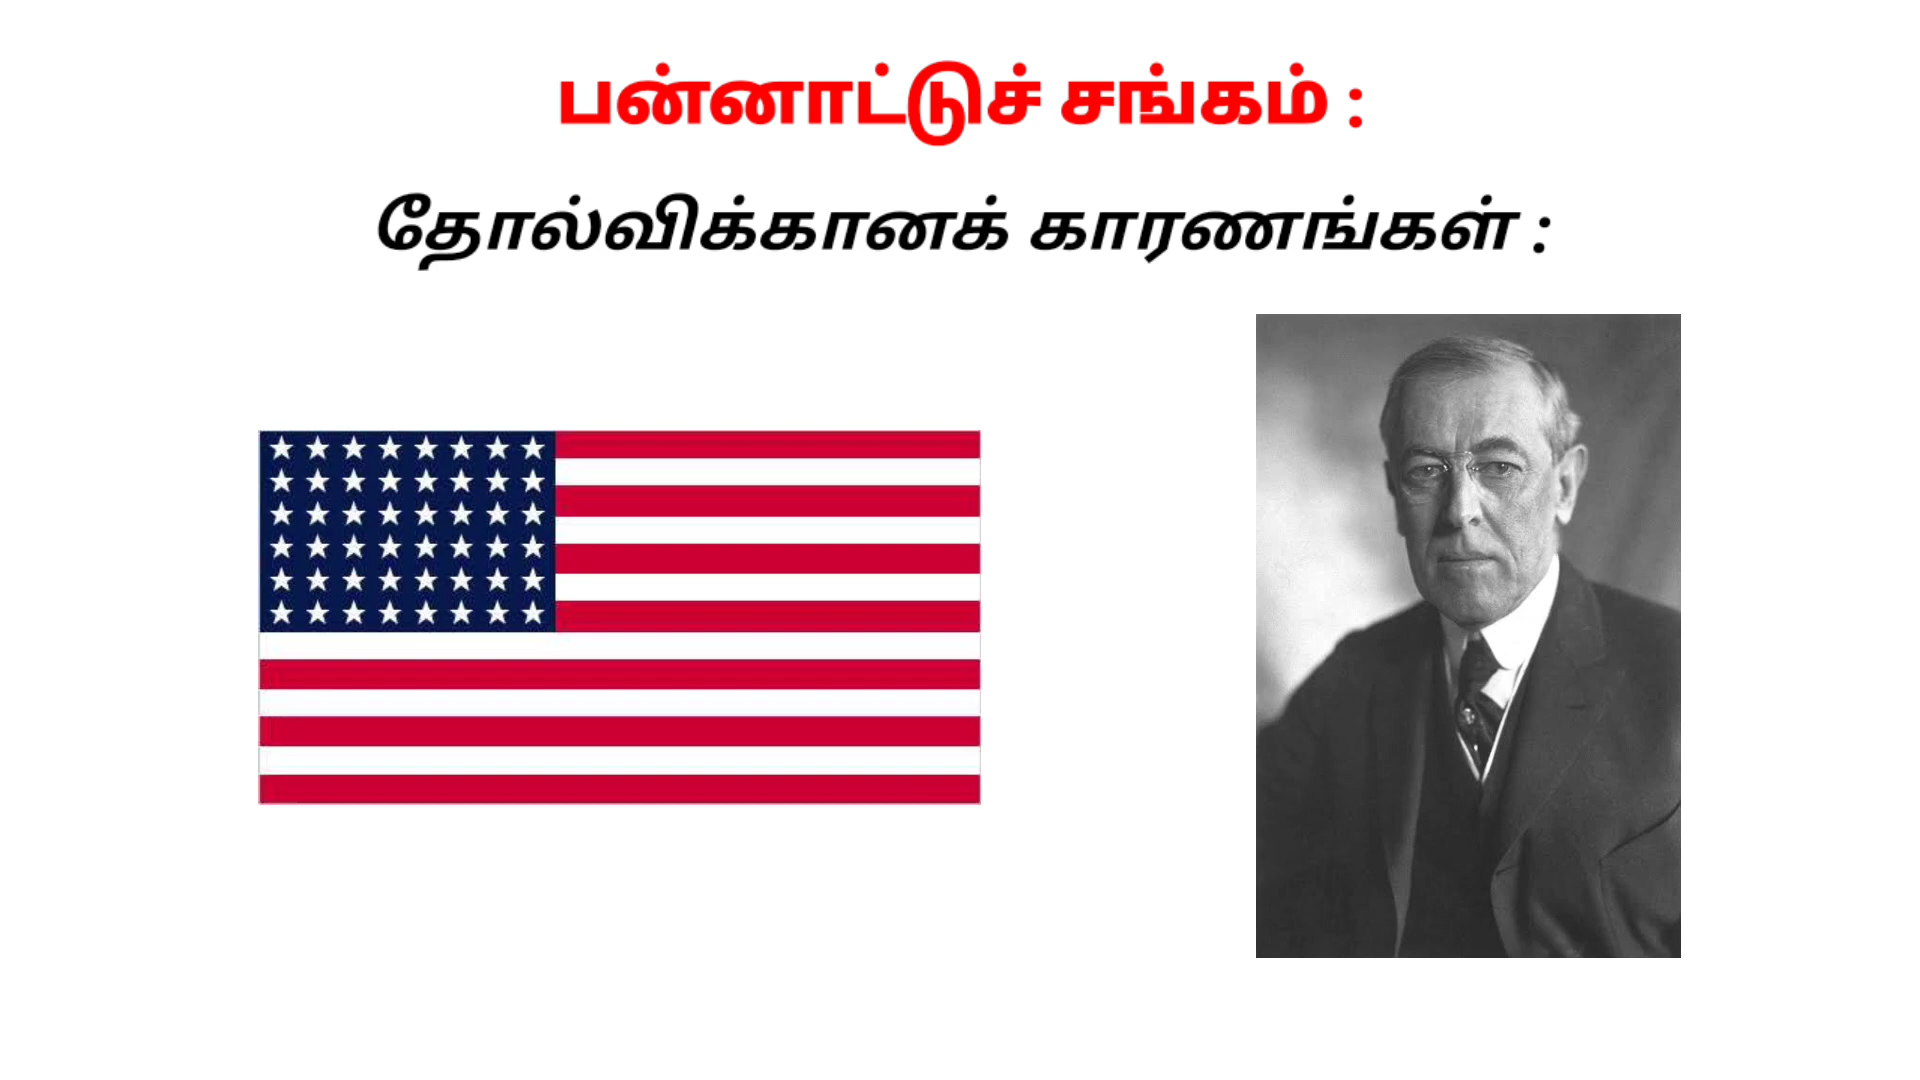 பன்னாட்டுச் சங்கம் :
தோல்விக்கானக் காரணங்கள் :